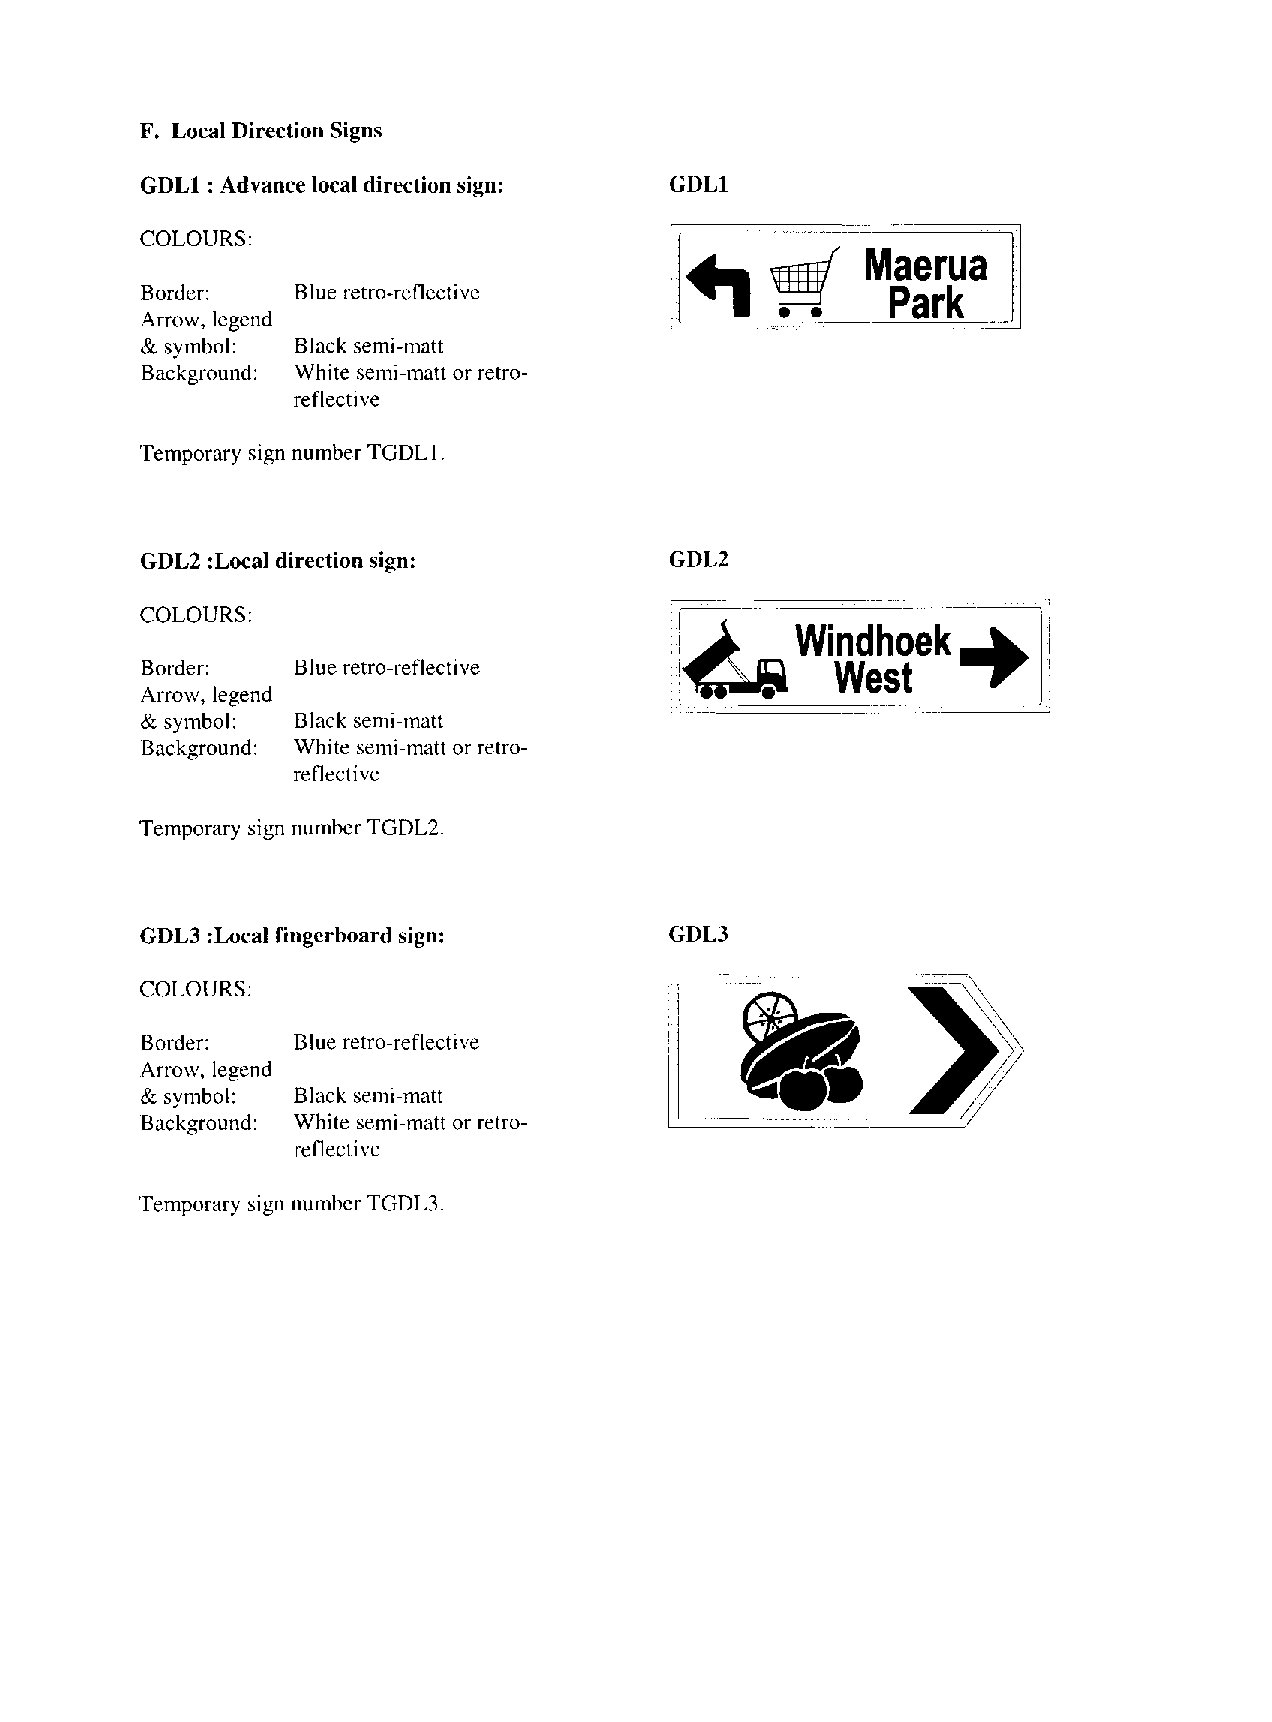 F. Local Direction Signs
GDL1 : Advance local direction sign:
GDL1
COLOURS:
Border: Blue retro-reflective
Arrow, legend
& symbol: Black semi-matt
Background: White semi-matt or retro-
reflective
Temporary sign number TGDL1.
Maerua
Park
GDL2 :Local direction sign:
GDL2
COLOURS:
Border: Blue retro-reflective
Arrow, legend
& symbol: Black semi-matt
Background: White semi-matt or retro-
reflective
Temporary sign number TGDL2.
Windhoek
West
GDL3 :Local fingerboard sign:
GDL3
COLOURS:
Border: Blue retro-reflective
Arrow, legend
& symbol: Black semi-matt
Background: White semi-matt or retro-
reflective
Temporary sign number TGDL3.